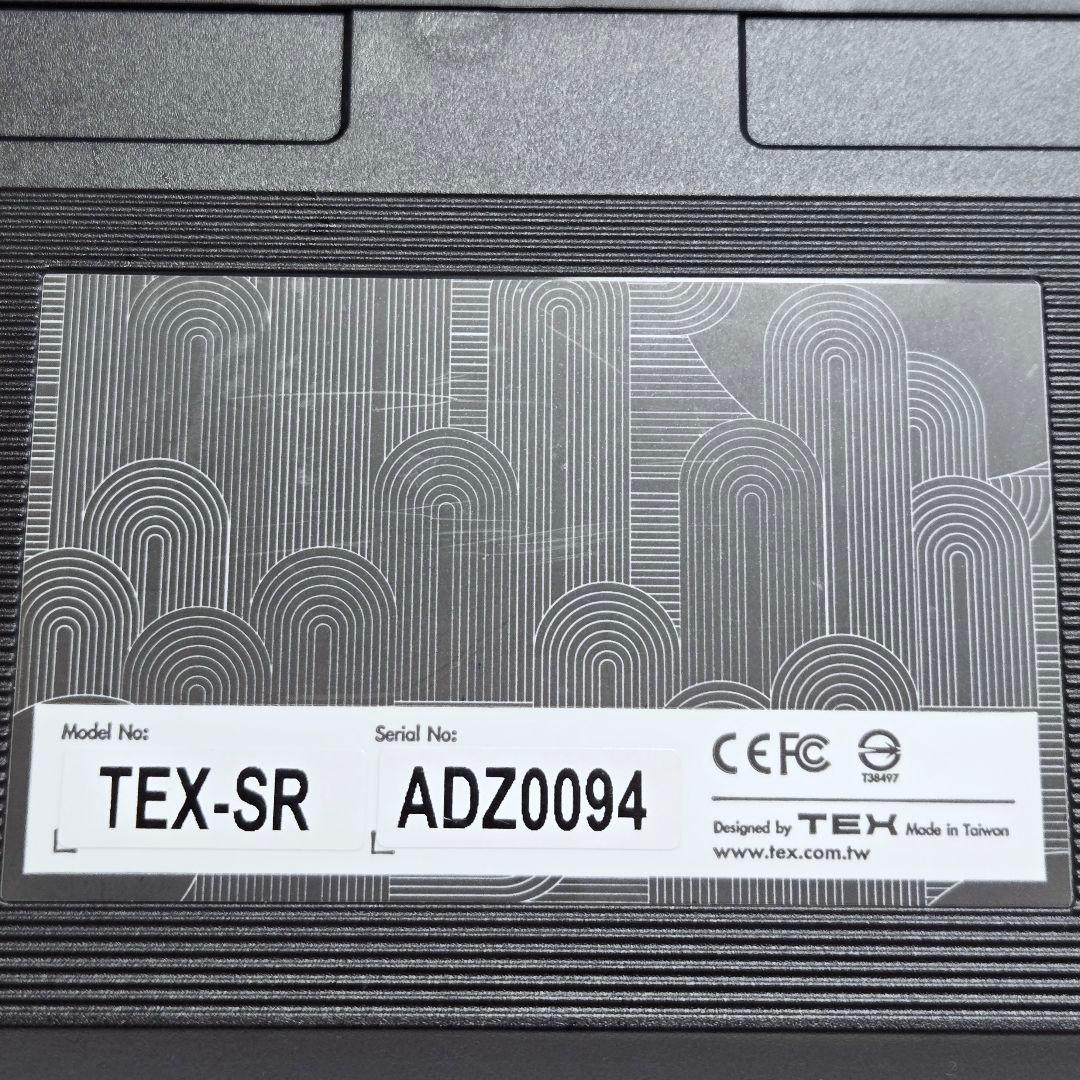 Model No:
TEX-SR
Serial No:
ADZ0094
CE FC
T38497
Designed by TEX Made in Taiwan
www.tex.com.tw